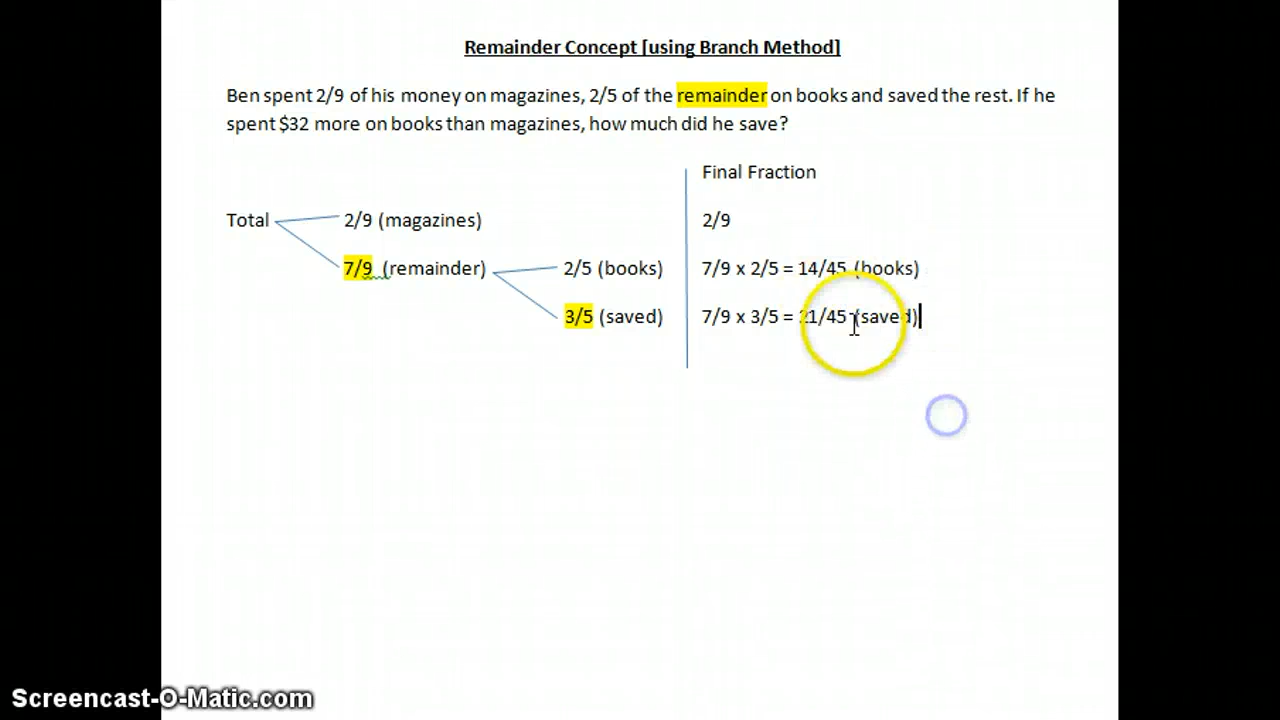 Remainder Concept [using Branch Method]
Ben spent 2/9 of his money on magazines, 2/5 of the remainder on books and saved the rest. If he
spent $32 more on books than magazines, how much did he save?
Final Fraction
Total 2/9 (magazines) 2/9
7/9 (remainder) 2/5 (books) 7/9 x 2/5 = 14/45 (books)
3/5 (saved) 7/9 x 3/5 = 21/45 (saved)
Screencast-O-Matic.com